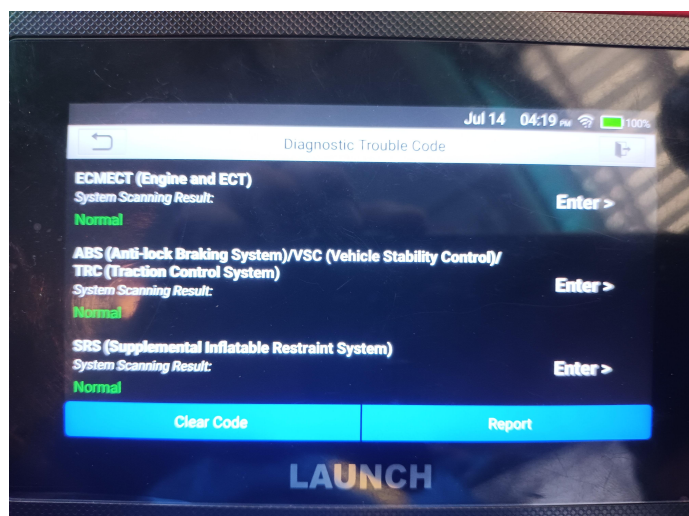 Jul 14 04:19 PM 100%
Diagnostic Trouble Code
ECMECT (Engine and ECT)
System Scanning Result:
Enter >
Normal
ABS (Anti-lock Braking System)/VSC (Vehicle Stability Control)/
TRC (Traction Control System)
System Scanning Result:
Enter >
Normal
SRS (Supplemental Inflatable Restraint System)
System Scanning Result:
Enter >
Normal
Clear Code
Report
LAUNCH